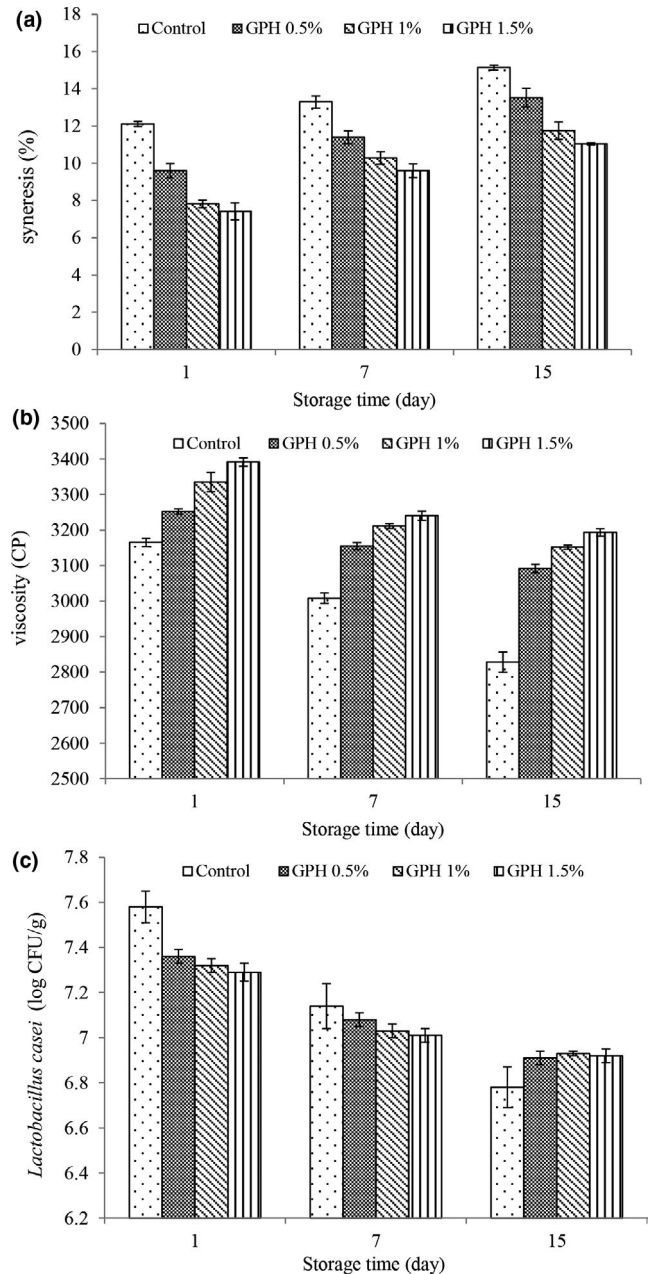 (a)
Control GPH 0.5% GPH 1% GPH 1.5%
18
16
14
12
10
8
6
4
2
0
syneresis (%)
1 7 15
Storage time (day)
(b)
Control GPH 0.5% GPH 1% GPH 1.5%
3500
3400
3300
3200
3100
3000
2900
2800
2700
2600
2500
viscosity (CP)
1 7 15
Storage time (day)
(c)
Control GPH 0.5% GPH 1% GPH 1.5%
7.8
7.6
7.4
7.2
7
6.8
6.6
6.4
6.2
Lactobacillus casei (log CFU/g)
1 7 15
Storage time (day)